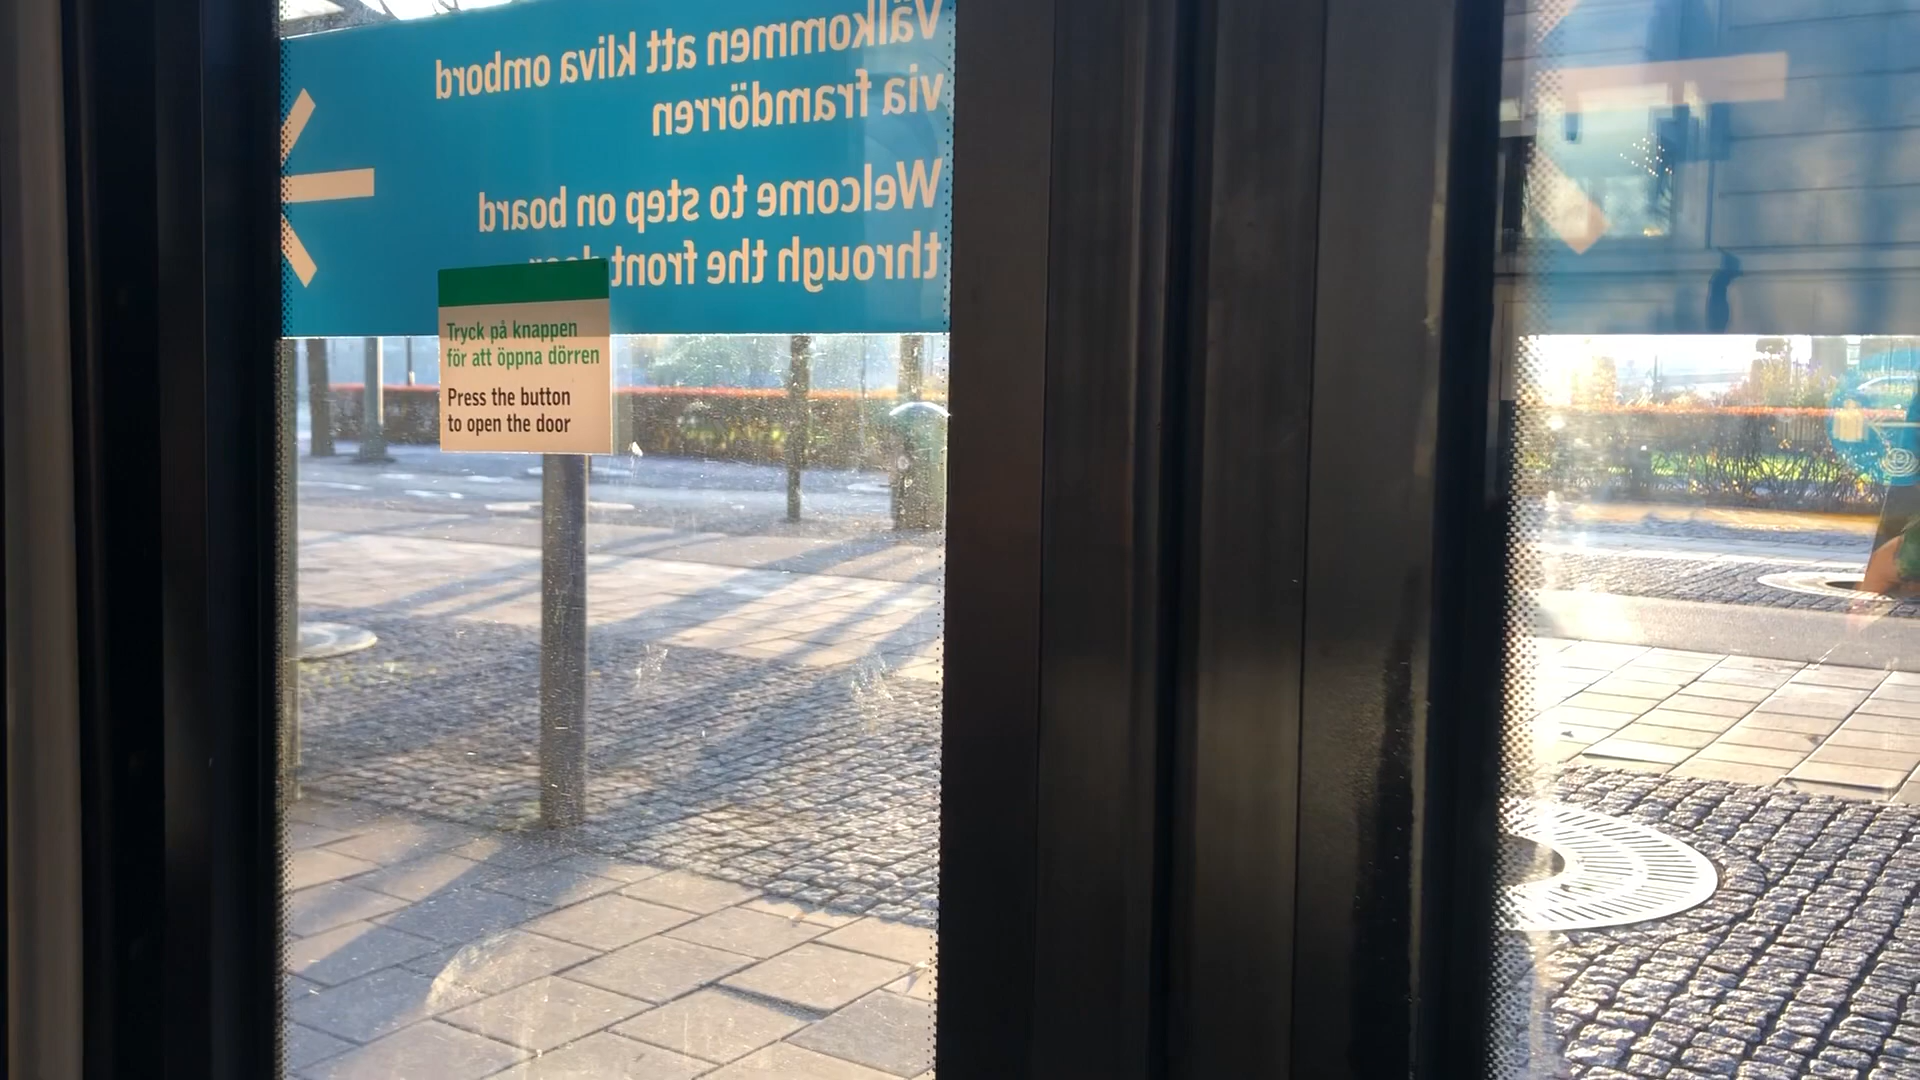 Välkommen att kliva ombord
via framdörren
Welcome to step on board
through the front
Tryck på knappen
för att öppna dörren
Press the button
to open the door